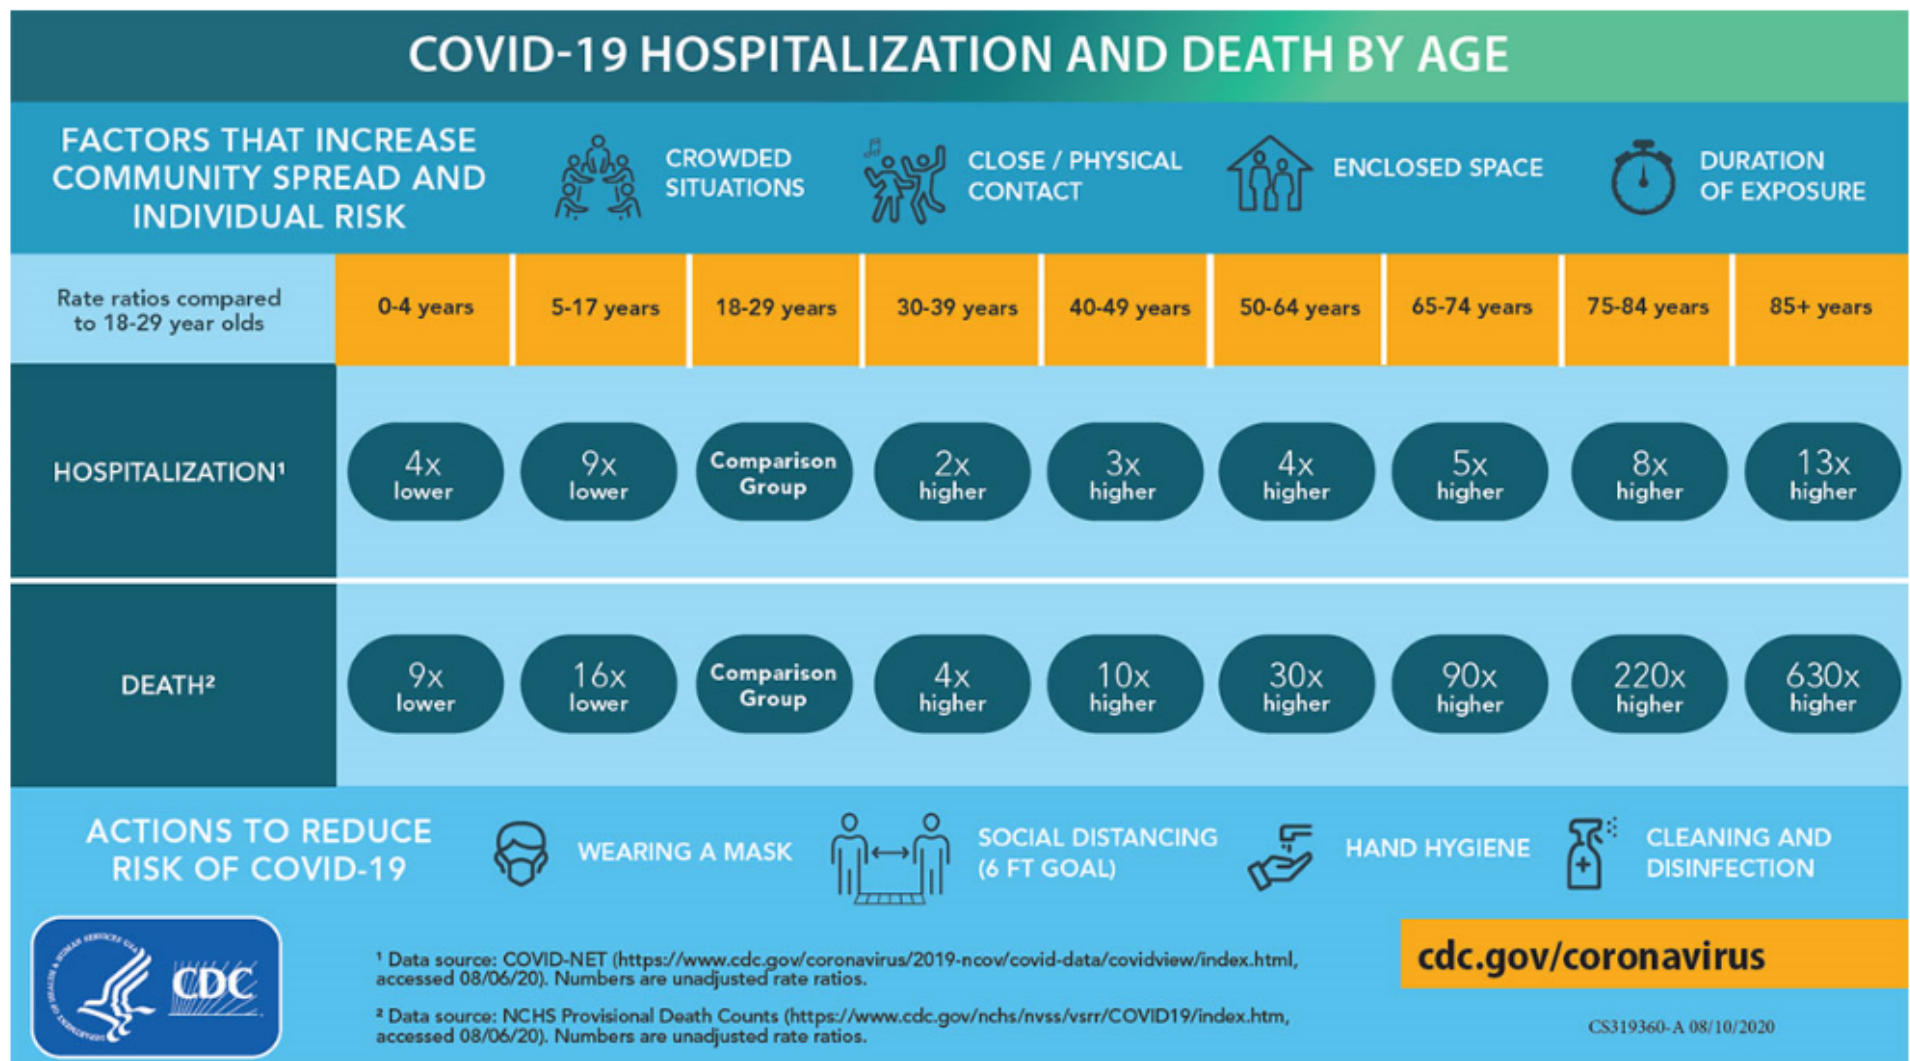 COVID-19 HOSPITALIZATION AND DEATH BY AGE
FACTORS THAT INCREASE
COMMUNITY SPREAD AND
INDIVIDUAL RISK
CROWDED
SITUATIONS
CLOSE / PHYSICAL
CONTACT
ENCLOSED SPACE
DURATION
OF EXPOSURE
Rate ratios compared
to 18-29 year olds
0-4 years
5-17 years
18-29 years
30-39 years
40-49 years
50-64 years
65-74 years
75-84 years
85+ years
HOSPITALIZATION¹
4x
lower
9x
lower
Comparison
Group
2x
higher
3x
higher
4x
higher
5x
higher
8x
higher
13x
higher
DEATH²
9x
lower
16x
lower
Comparison
Group
4x
higher
10x
higher
30x
higher
90x
higher
220x
higher
630x
higher
ACTIONS TO REDUCE
RISK OF COVID-19
WEARING A MASK
SOCIAL DISTANCING
(6 FT GOAL)
HAND HYGIENE
CLEANING AND
DISINFECTION
CDC
¹ Data source: COVID-NET (https://www.cdc.gov/coronavirus/2019-ncov/covid-data/covidview/index.html,
accessed 08/06/20). Numbers are unadjusted rate ratios.
² Data source: NCHS Provisional Death Counts (https://www.cdc.gov/nchs/nvss/vsrr/COVID19/index.htm,
accessed 08/06/20). Numbers are unadjusted rate ratios.
cdc.gov/coronavirus
CS319360-A 08/10/2020